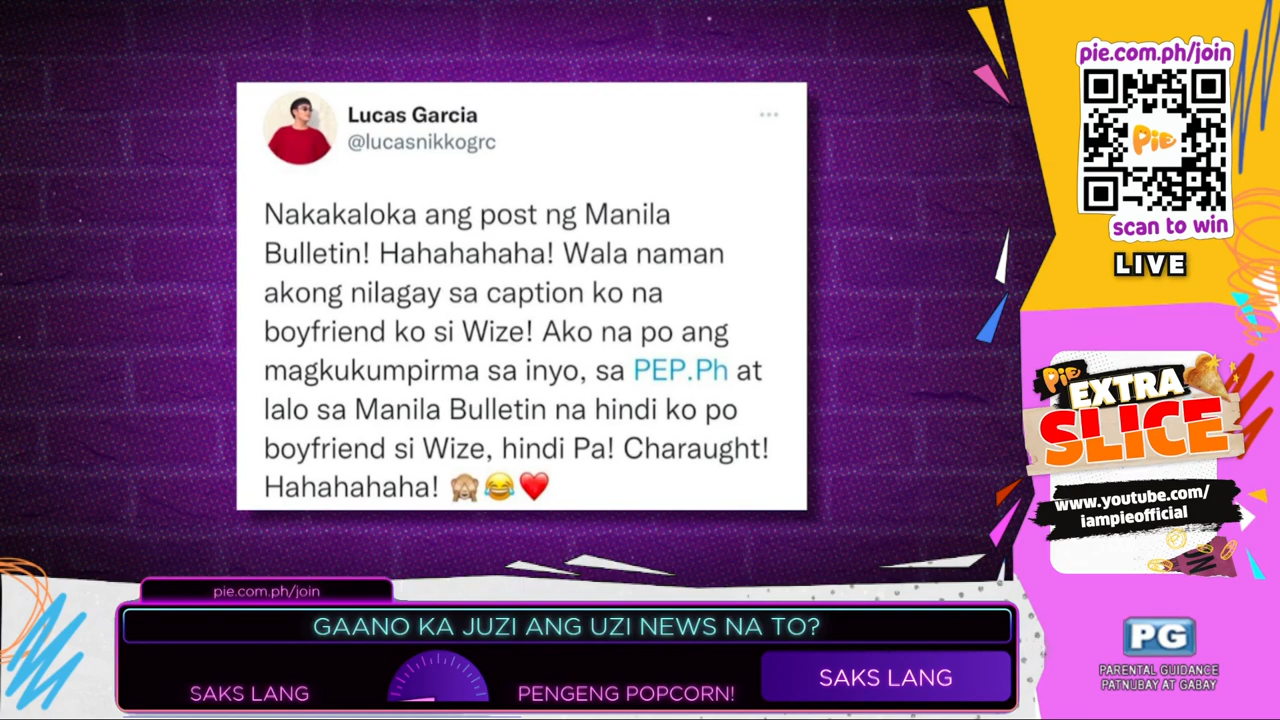 Lucas Garcia
@lucasnikkogrc
Nakakaloka ang post ng Manila
Bulletin! Hahahahaha! Wala naman
akong nilagay sa caption ko na
boyfriend ko si Wize! Ako na po ang
magkukumpirma sa inyo, sa PEP.Ph at
lalo sa Manila Bulletin na hindi ko po
boyfriend si Wize, hindi Pa! Charaught!
Hahahahaha! 🙈😂❤️
pie.com.ph/join
Pie
scan to win
LIVE
Pie
EXTRA
SLICE
www.youtube.com/
iampieofficial
PG
PARENTAL GUIDANCE
PATNUBAY AT GABAY
pie.com.ph/join
GAANO KA JUZI ANG UZI NEWS NA TO?
SAKS LANG
PENGENG POPCORN!
SAKS LANG